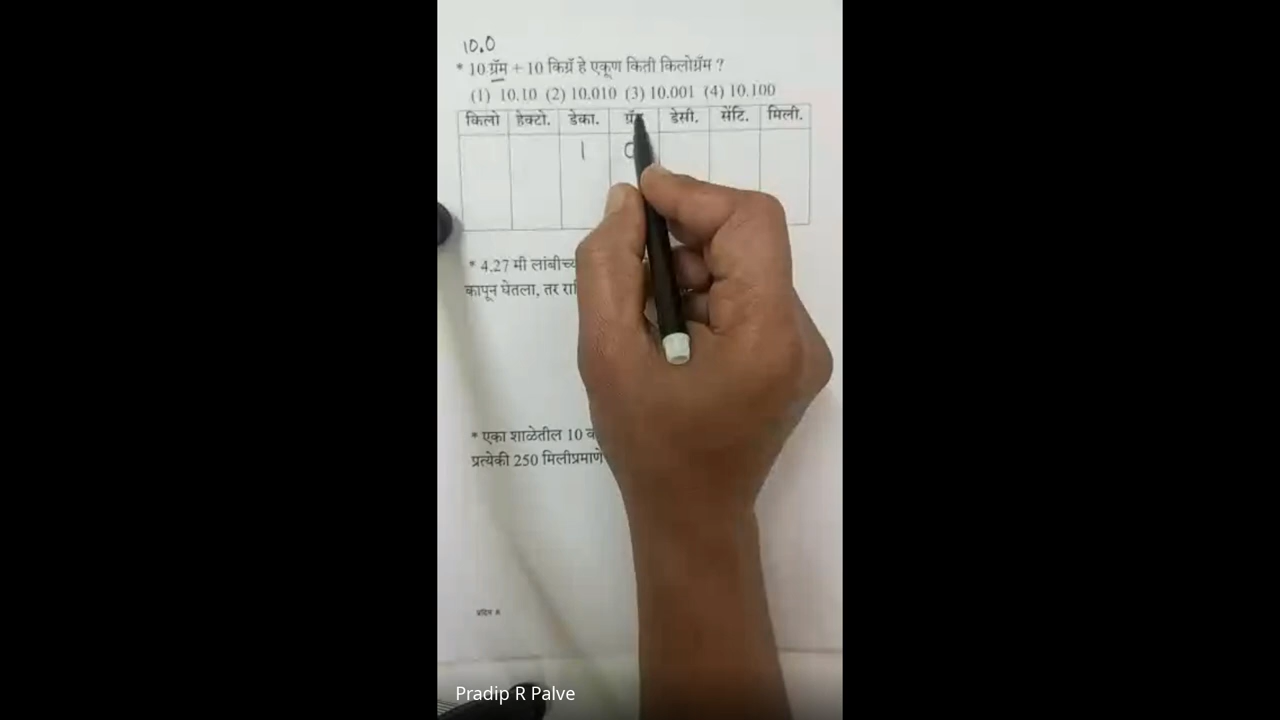 10.0
* 10 ग्रॅम + 10 किग्रॅ हे एकूण किती किलोग्रॅम ?
(1) 10.10 (2) 10.010 (3) 10.001 (4) 10.100
किलो हेक्टो. डेका. डेसी. सेंटि. मिली.
1 0
* 4.27 मी लांबीच्या
कापून घेतला, तर
* एका शाळेतील 10
प्रत्येकी 250 मिलीप्रमाणे
Pradip R Palve